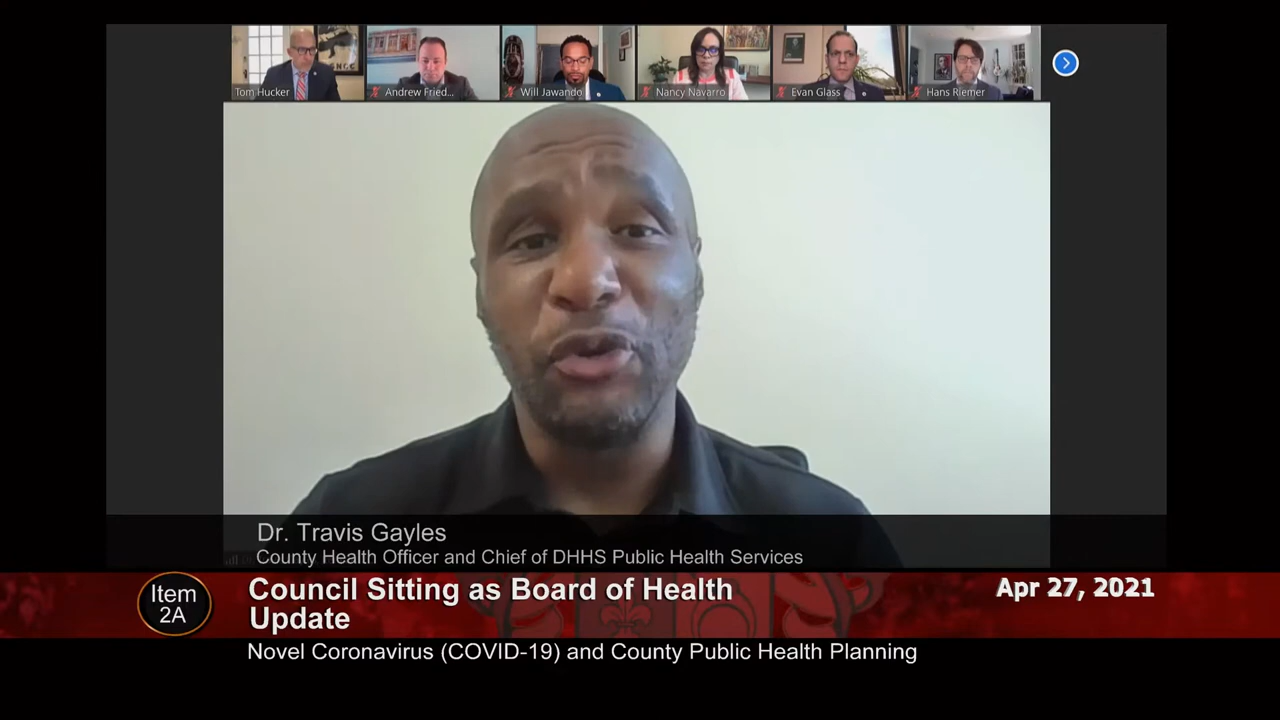 Tom Hucker
Andrew Fried...
Will Jawando
Nancy Navarro
Evan Glass
Hans Riemer
Dr. Travis Gayles
County Health Officer and Chief of DHHS Public Health Services
Item
2A
Council Sitting as Board of Health
Update
Apr 27, 2021
Novel Coronavirus (COVID-19) and County Public Health Planning